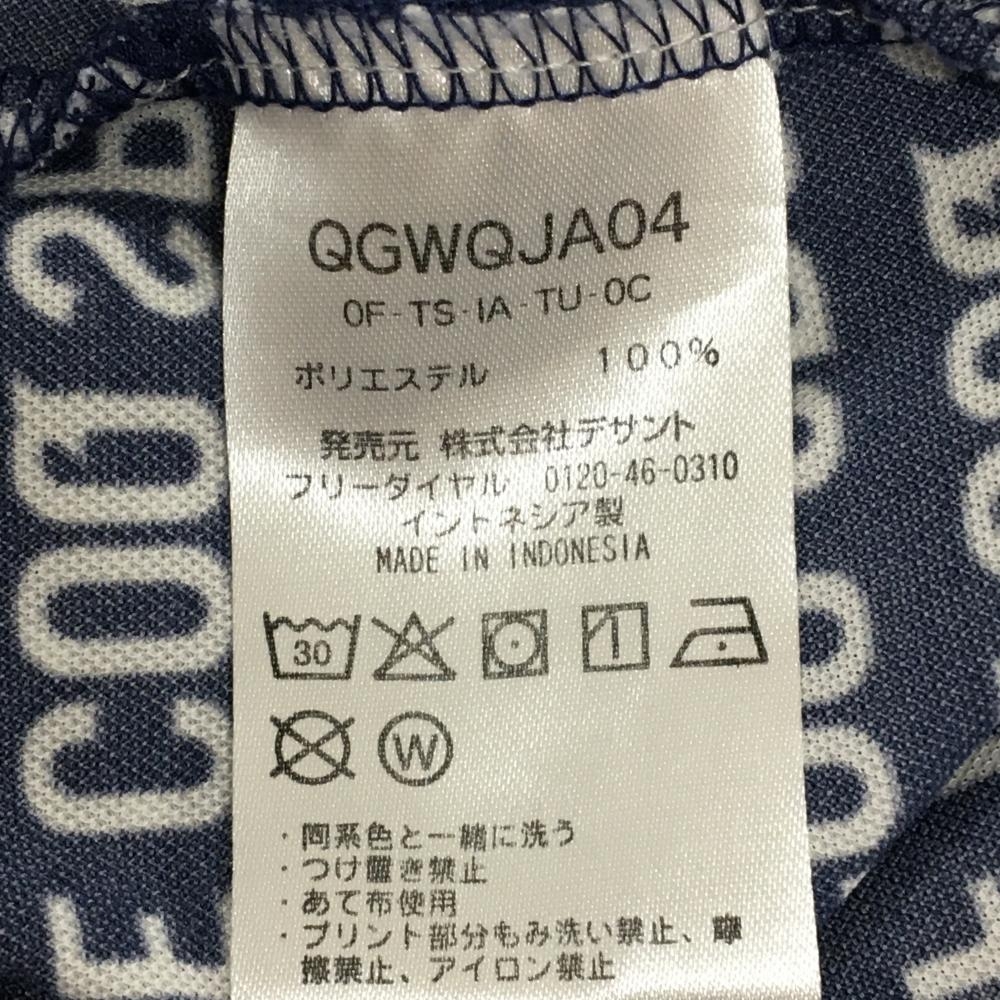 QGWQJA04
0F-TS-IA-TU-0C
ポリエステル 100%
発売元 株式会社デサント
フリーダイヤル 0120-46-0310
インドネシア製
MADE IN INDONESIA
30
1
W
・同系色と一緒に洗う
・つけ置き禁止
・あて布使用
・プリント部分もみ洗い禁止、摩
擦禁止、アイロン禁止
COQ